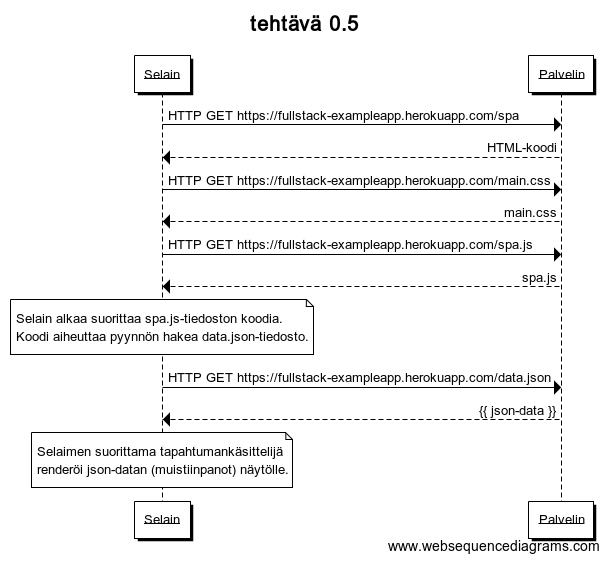 tehtävä 0.5
Selain
Palvelin
HTTP GET https://fullstack-exampleapp.herokuapp.com/spa
HTML-koodi
HTTP GET https://fullstack-exampleapp.herokuapp.com/main.css
main.css
HTTP GET https://fullstack-exampleapp.herokuapp.com/spa.js
spa.js
Selain alkaa suorittaa spa.js-tiedoston koodia.
Koodi aiheuttaa pyynnön hakea data.json-tiedosto.
HTTP GET https://fullstack-exampleapp.herokuapp.com/data.json
{{ json-data }}
Selaimen suorittama tapahtumankäsittelijä
renderöi json-datan (muistiinpanot) näytölle.
Selain
Palvelin
www.websequencediagrams.com